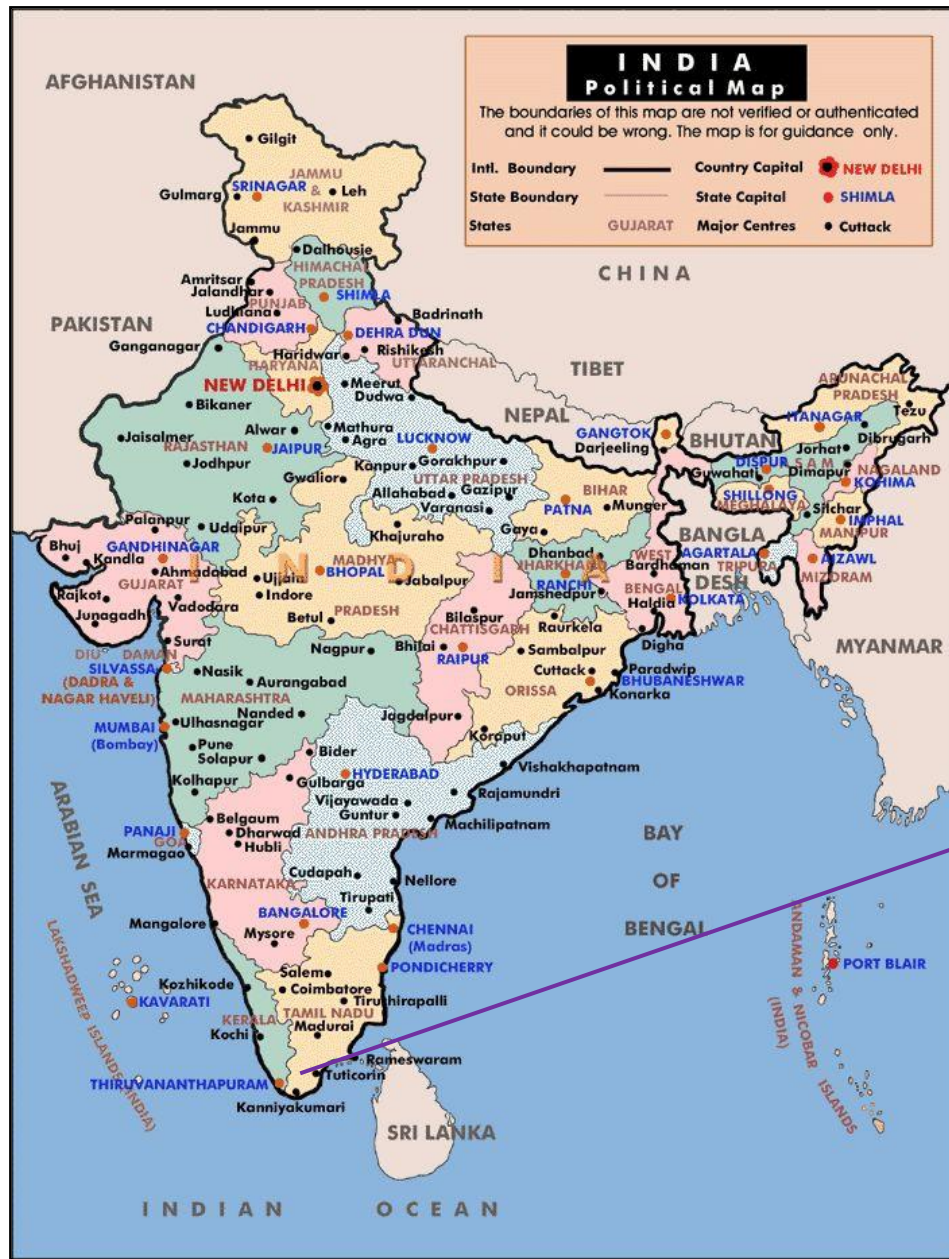 INDIA
Political Map
The boundaries of this map are not verified or authenticated
and it could be wrong. The map is for guidance only.
Intl. Boundary
Country Capital
NEW DELHI
State Boundary
State Capital
SHIMLA
States
GUJARAT
Major Centres
Cuttack
AFGHANISTAN
Gilgit
JAMMU
&
KASHMIR
SRINAGAR
Leh
Gulmarg
Jammu
Dalhousie
CHINA
HIMACHAL
PRADESH
Amritsar
Jalandhar
PUNJAB
SHIMLA
Ludhiana
Badrinath
PAKISTAN
CHANDIGARH
DEHRA DUN
Ganganagar
Haridwar
Rishikesh
UTTARANCHAL
HARYANA
TIBET
NEW DELHI
Meerut
Dudwa
ARUNACHAL
PRADESH
Bikaner
NEPAL
Tezu
ITANAGAR
Alwar
Mathura
GANGTOK
Dibrugarh
Jaisalmer
Agra
LUCKNOW
Darjeeling
BHUTAN
Jorhat
RAJASTHAN
JAIPUR
Jodhpur
Kanpur
Gorakhpur
DISPUR
SAM
Guwahati
Dimapur
NAGALAND
Gwalior
UTTAR PRADESH
KOHIMA
Kota
Allahabad
Gazipur
BIHAR
SHILLONG
MEGHALAYA
Varanasi
PATNA
Munger
Silchar
IMPHAL
Palanpur
Udaipur
Khajuraho
Gaya
BANGLA
DESH
MANIPUR
Bhuj
GANDHINAGAR
Dhanbad
WEST
BENGAL
AGARTALA
AIZAWL
Kandla
INDIA
MADHYA
JHARKHAND
Bardhaman
TRIPURA
MIZORAM
Ahmadabad
BHOPAL
Jabalpur
RANCHI
GUJARAT
Ujjain
Jamshedpur
Rajkot
Indore
Haldia
KOLKATA
Vadodara
PRADESH
Bilaspur
Junagadh
Betul
Raurkela
CHATTISGARH
Digha
Surat
Bhilai
Sambalpur
MYANMAR
DIU
DAMAN
Nagpur
RAIPUR
SILVASSA
(DADRA &
NAGAR HAVELI)
Nasik
Cuttack
Paradwip
Aurangabad
BHUBANESHWAR
MAHARASHTRA
ORISSA
Konarka
Nanded
Jagdalpur
MUMBAI
(Bombay)
Ulhasnagar
Koraput
Pune
Bider
Solapur
Vishakhapatnam
HYDERABAD
Kolhapur
Gulbarga
Rajamundri
Vijayawada
ARABIAN SEA
Belgaum
Guntur
Machilipatnam
PANAJI
GOA
Dharwad
ANDHRA PRADESH
BAY
OF
BENGAL
Marmagao
Hubli
Cudapah
KARNATAKA
Nellore
Tirupati
Mangalore
BANGALORE
CHENNAI
(Madras)
Mysore
Salem
PONDICHERRY
PORT BLAIR
Kozhikode
Coimbatore
KAVARATI
Tiruthirapalli
KERALA
TAMIL NADU
LAKSHADWEEP ISLANDS (INDIA)
ANDAMAN & NICOBAR ISLANDS
(INDIA)
Kochi
Madurai
Rameswaram
THIRUVANANTHAPURAM
Tuticorin
Kanniyakumari
SRI LANKA
INDIAN OCEAN